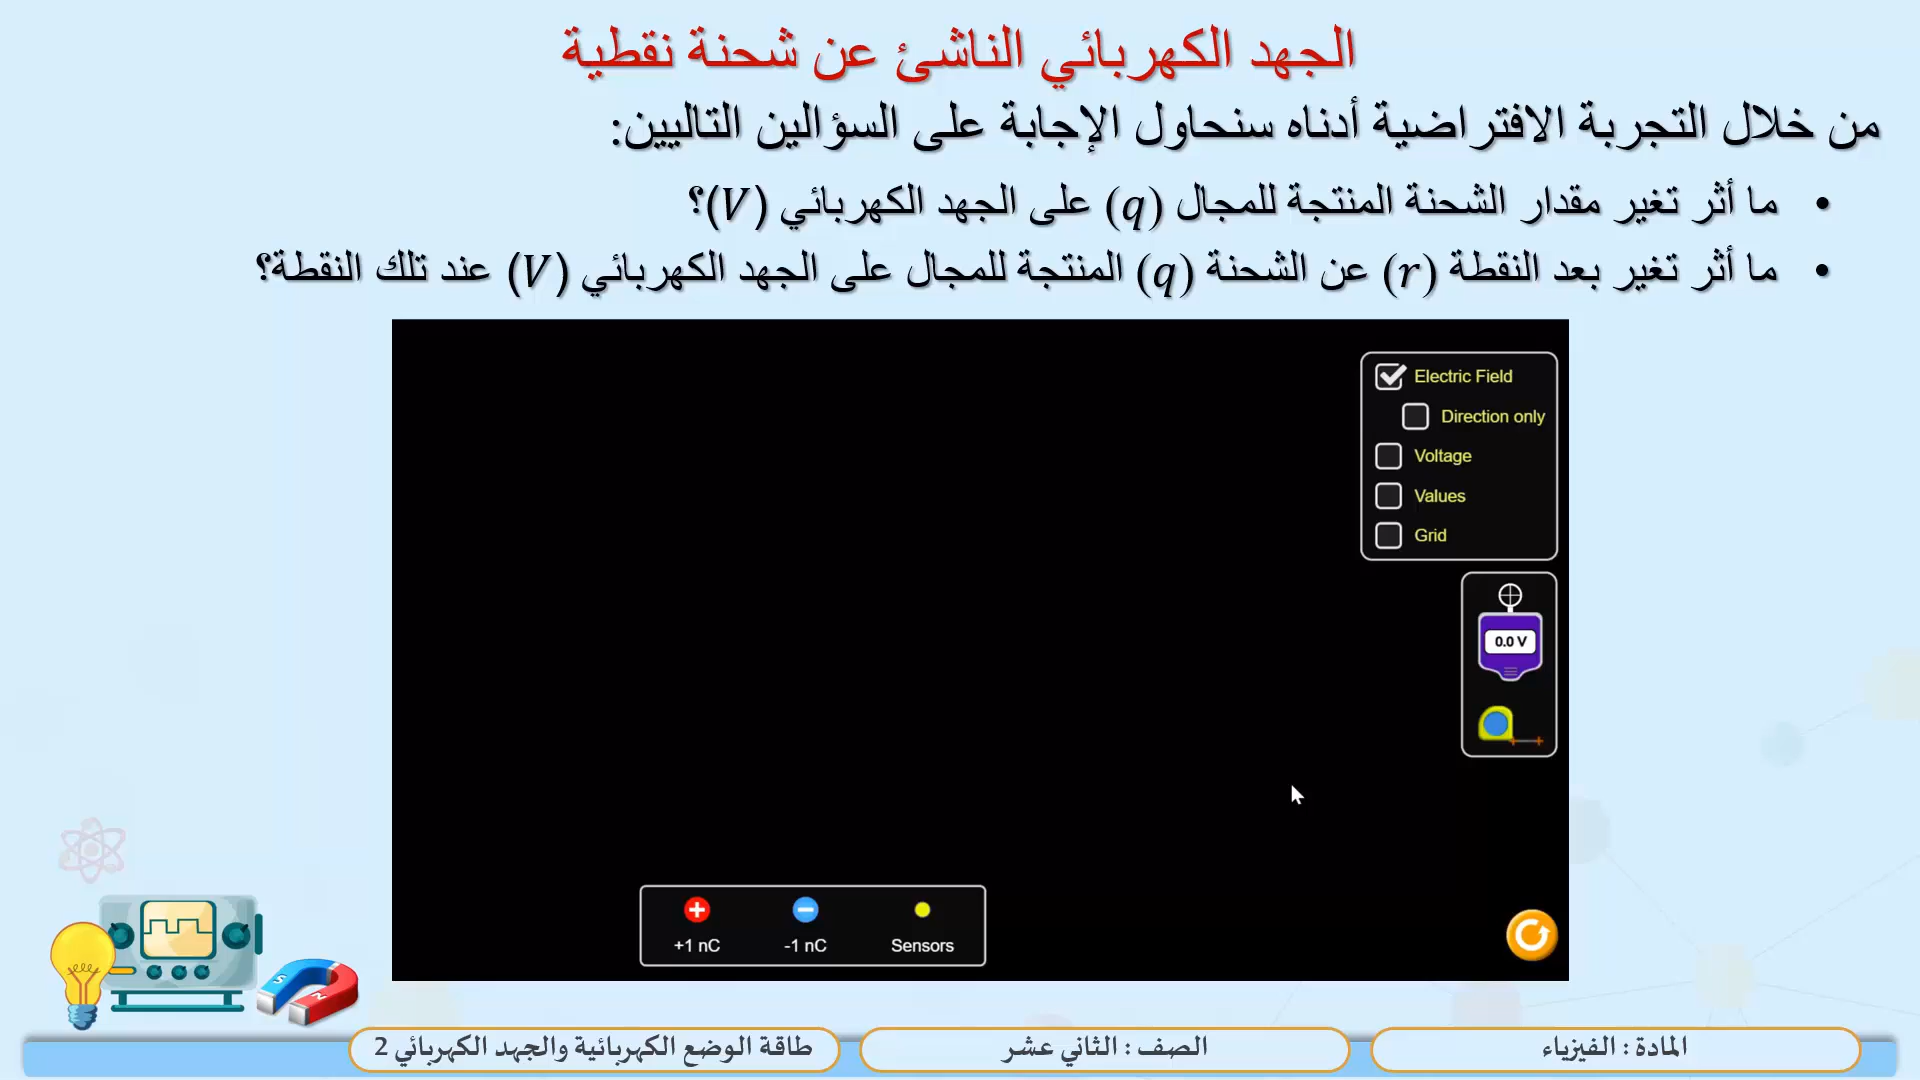 الجهد الكهربائي الناشئ عن شحنة نقطية
من خلال التجربة الافتراضية أدناه سنحاول الإجابة على السؤالين التاليين:
• ما أثر تغير مقدار الشحنة المنتجة للمجال (q) على الجهد الكهربائي (V)؟
• ما أثر تغير بعد النقطة (r) عن الشحنة (q) المنتجة للمجال على الجهد الكهربائي (V) عند تلك النقطة؟
Electric Field
Direction only
Voltage
Values
Grid
0.0 V
+1 nC
-1 nC
Sensors
S
N
المادة : الفيزياء
الصف : الثاني عشر
طاقة الوضع الكهربائية والجهد الكهربائي 2